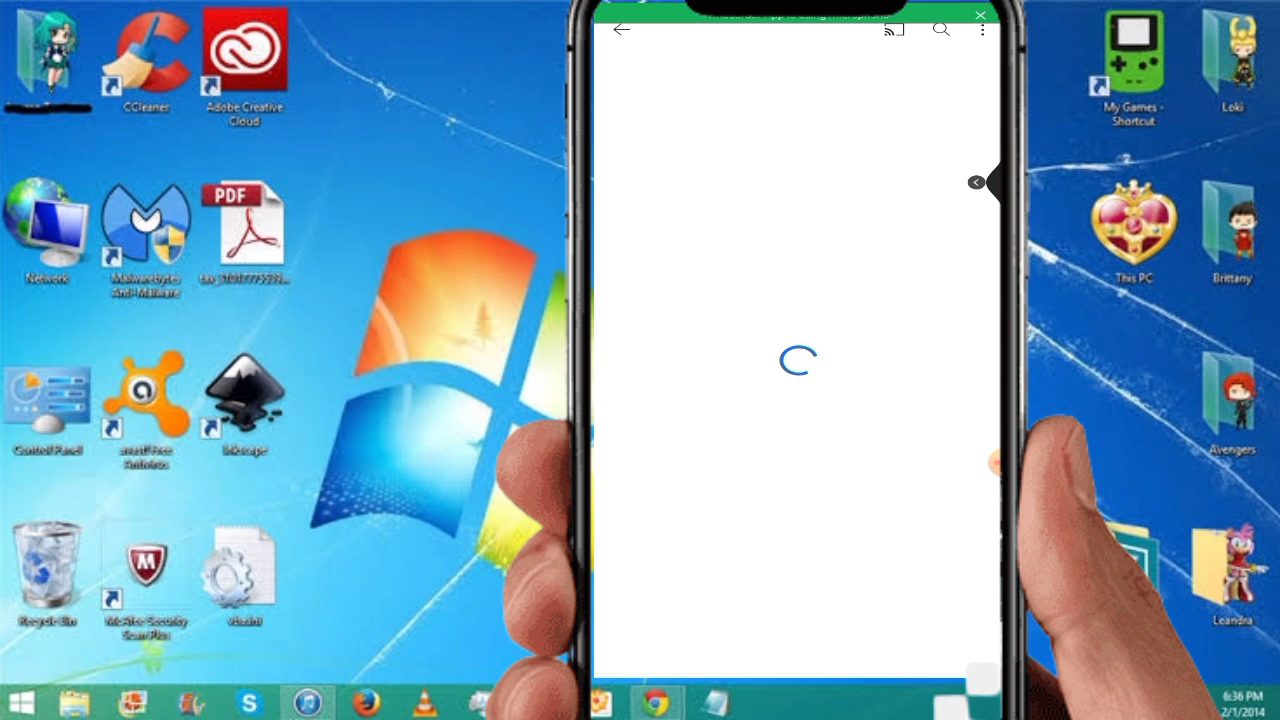 CCleaner
Adobe Creative
Cloud
My Games -
Shortcut
Loki
PDF
Network
Malwarebytes
Anti-Malware
This PC
Brittany
Control Panel
avast! Free
Antivirus
Inkscape
Avengers
Recycle Bin
McAfee Security
Scan Plus
Leandra
6:36 PM
2/1/2014